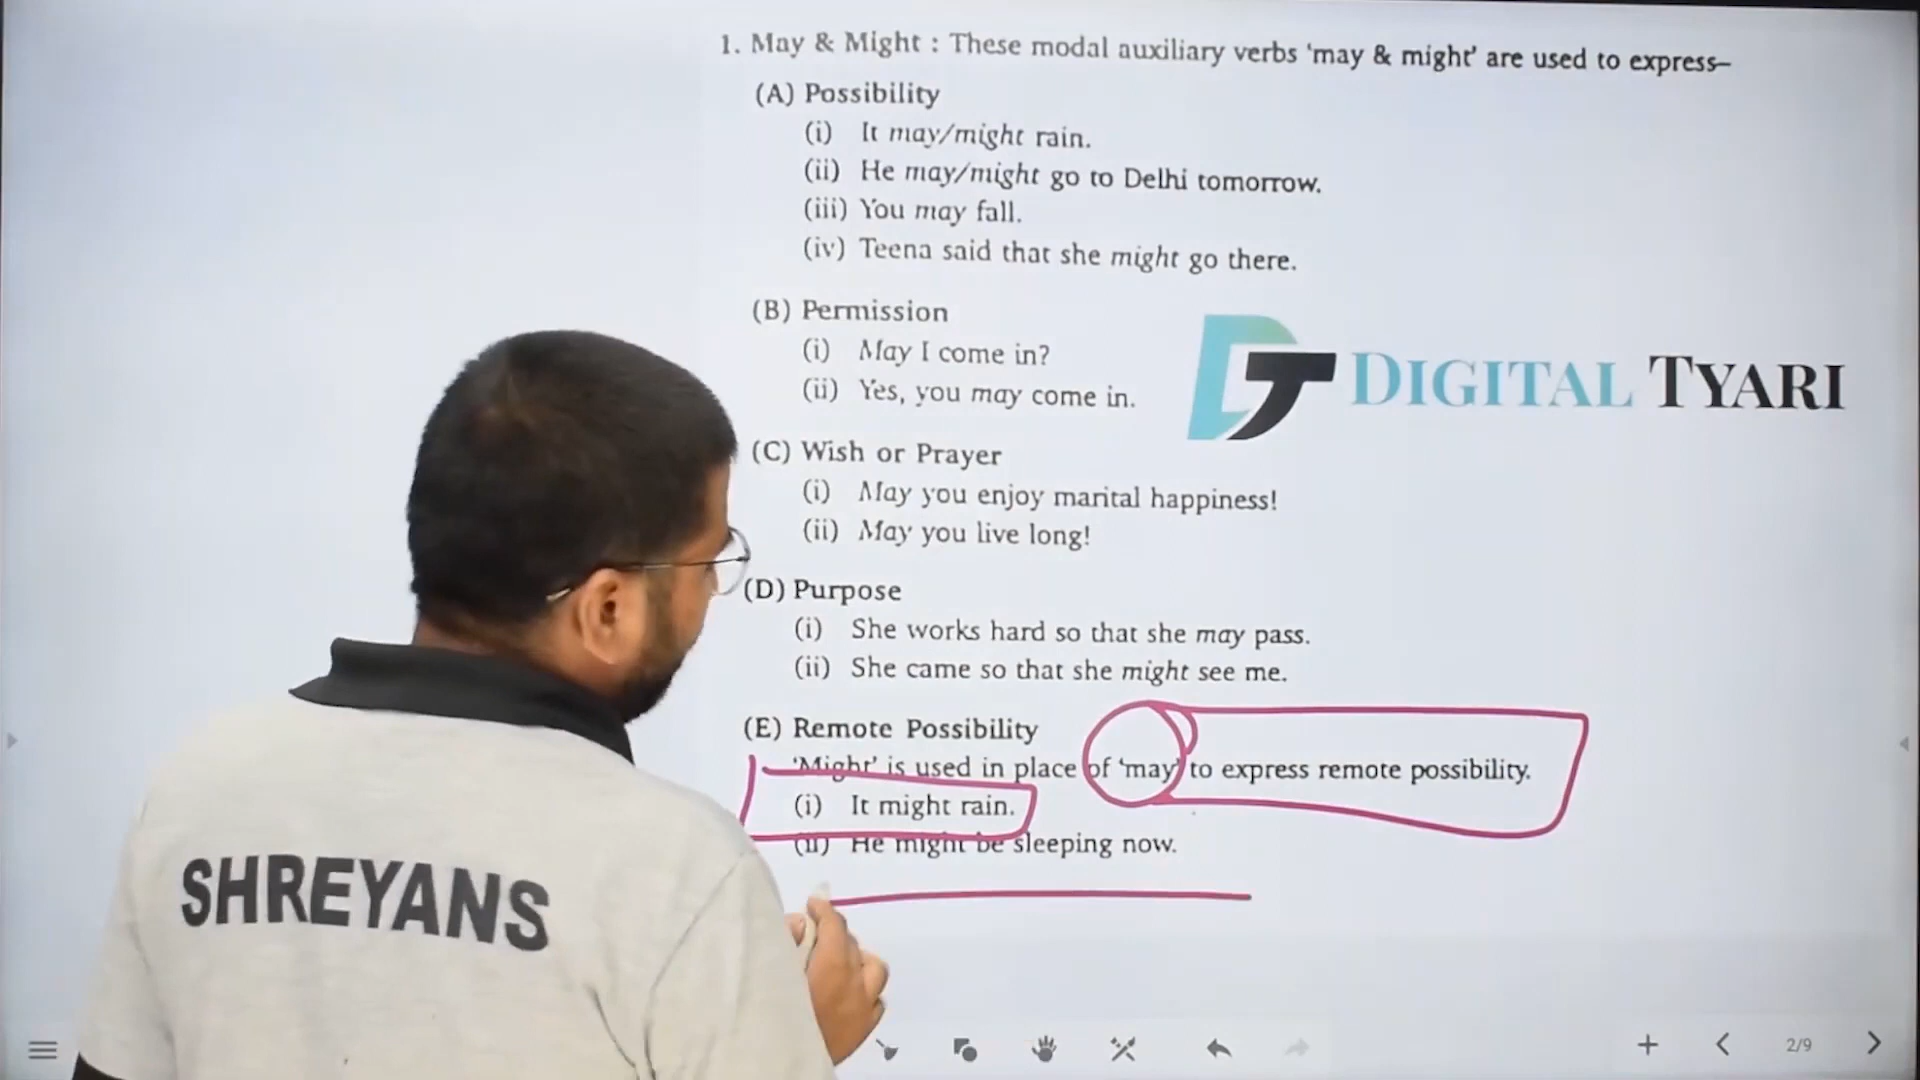 1. May & Might : These modal auxiliary verbs ‘may & might’ are used to express–
(A) Possibility
(i) It may/might rain.
(ii) He may/might go to Delhi tomorrow.
(iii) You may fall.
(iv) Teena said that she might go there.
(B) Permission
(i) May I come in?
(ii) Yes, you may come in.
DIGITAL TYARI
(C) Wish or Prayer
(i) May you enjoy marital happiness!
(ii) May you live long!
(D) Purpose
(i) She works hard so that she may pass.
(ii) She came so that she might see me.
(E) Remote Possibility
‘Might’ is used in place of ‘may’ to express remote possibility.
(i) It might rain.
(ii) He might be sleeping now.
SHREYANS
2/9